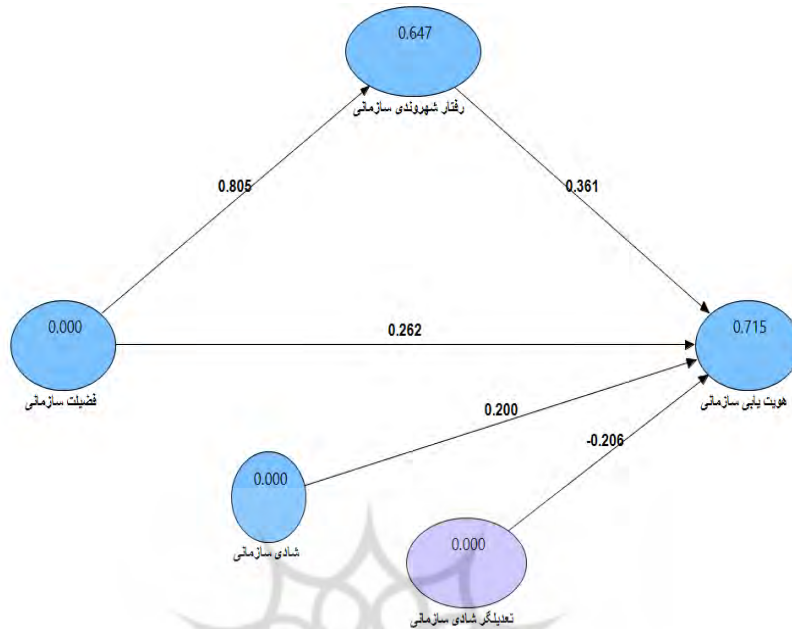 0.647
رفتار شهروندی سازمانی
0.805
0.361
0.000
فضیلت سازمانی
0.262
0.715
هویت یابی سازمانی
0.200
-0.206
0.000
شادی سازمانی
0.000
تعدیلگر شادی سازمانی